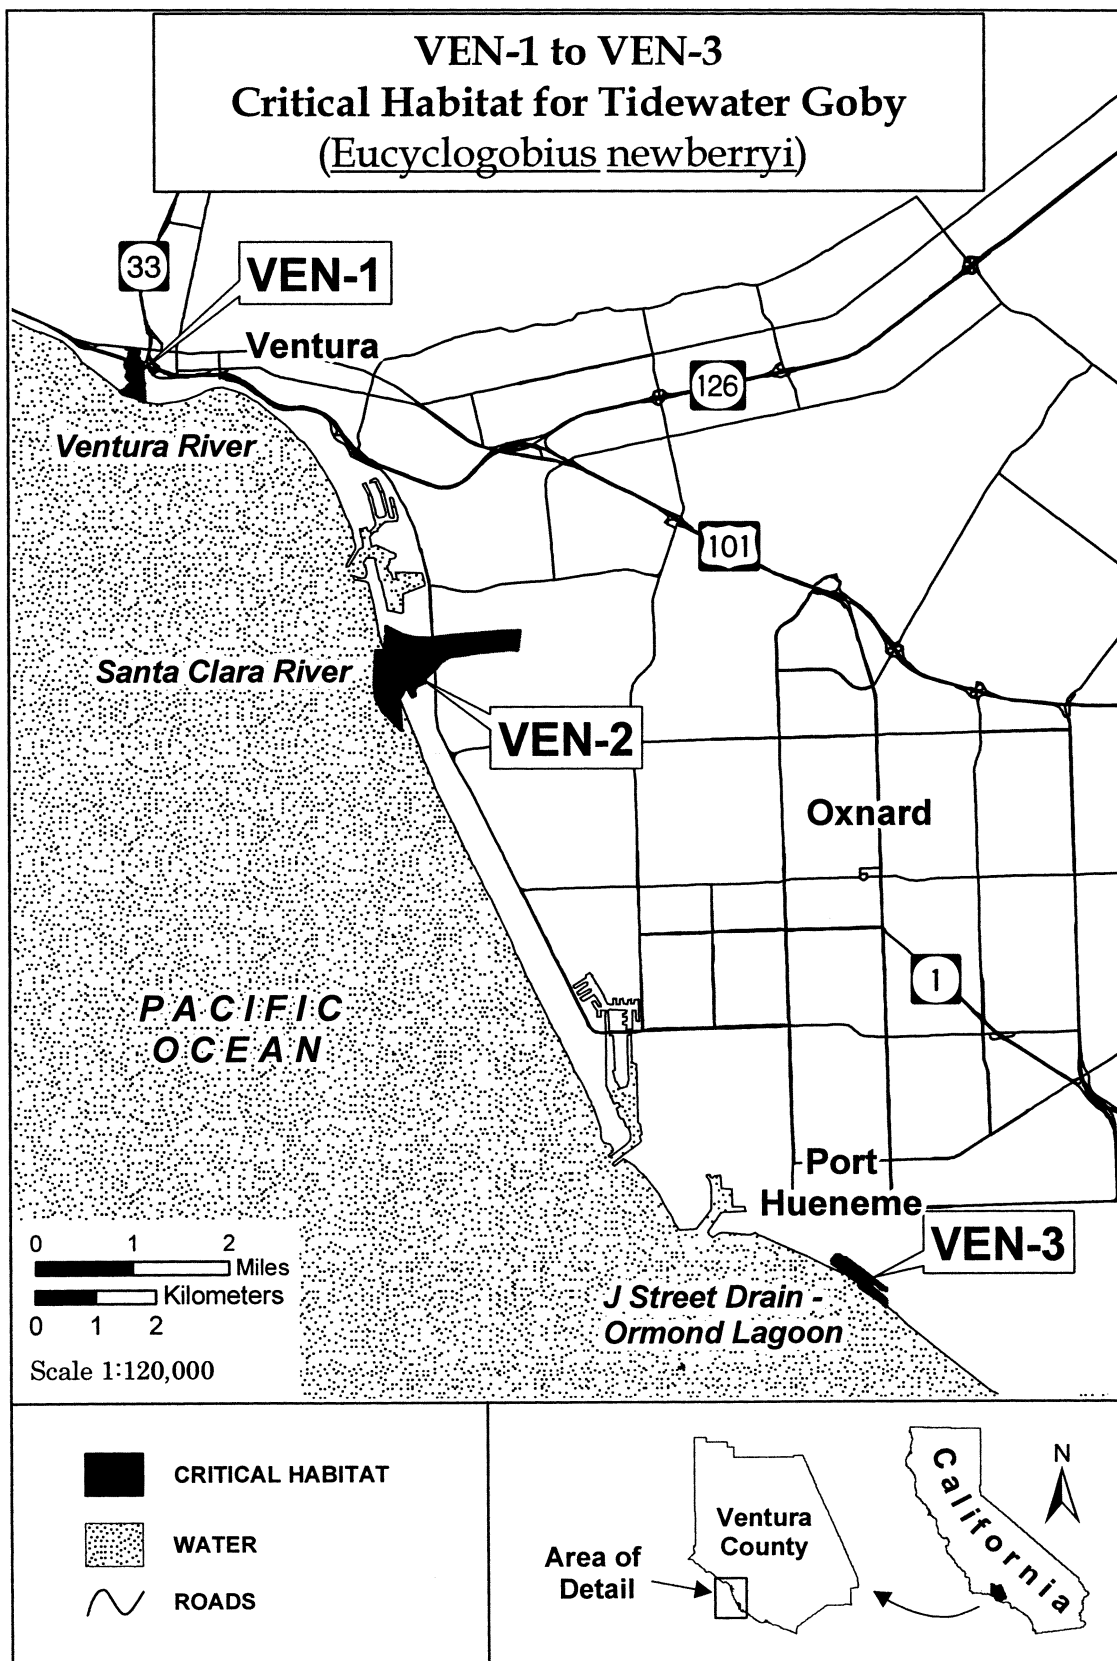 VEN-1 to VEN-3
Critical Habitat for Tidewater Goby
(Eucyclogobius newberryi)
33
VEN-1
Ventura
126
Ventura River
101
Santa Clara River
VEN-2
Oxnard
1
PACIFIC
OCEAN
Port
Hueneme
VEN-3
J Street Drain -
Ormond Lagoon
0 1 2
Miles
Kilometers
0 1 2
Scale 1:120,000
CRITICAL HABITAT
WATER
ROADS
Area of
Detail
Ventura
County
California
N